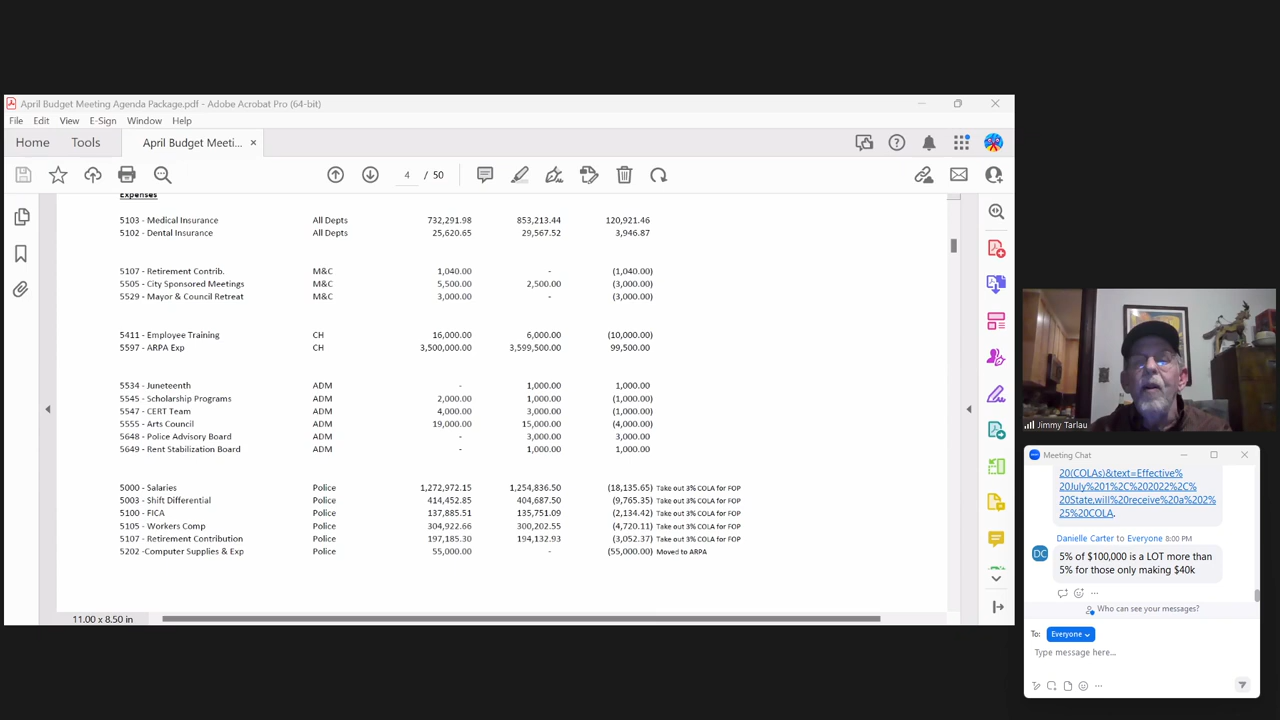 April Budget Meeting Agenda Package.pdf - Adobe Acrobat Pro (64-bit)
File Edit View E-Sign Window Help
Home Tools April Budget Meeti... ×
4 / 50
Expenses
5103 - Medical Insurance All Depts 732,291.98 853,213.44 120,921.46
5102 - Dental Insurance All Depts 25,620.65 29,567.52 3,946.87
5107 - Retirement Contrib. M&C 1,040.00 - (1,040.00)
5505 - City Sponsored Meetings M&C 5,500.00 2,500.00 (3,000.00)
5529 - Mayor & Council Retreat M&C 3,000.00 - (3,000.00)
5411 - Employee Training CH 16,000.00 6,000.00 (10,000.00)
5597 - ARPA Exp CH 3,500,000.00 3,599,500.00 99,500.00
5534 - Juneteenth ADM - 1,000.00 1,000.00
5545 - Scholarship Programs ADM 2,000.00 1,000.00 (1,000.00)
5547 - CERT Team ADM 4,000.00 3,000.00 (1,000.00)
5555 - Arts Council ADM 19,000.00 15,000.00 (4,000.00)
5648 - Police Advisory Board ADM - 3,000.00 3,000.00
5649 - Rent Stabilization Board ADM - 1,000.00 1,000.00
5000 - Salaries Police 1,272,972.15 1,254,836.50 (18,135.65) Take out 3% COLA for FOP
5003 - Shift Differential Police 414,452.85 404,687.50 (9,765.35) Take out 3% COLA for FOP
5100 - FICA Police 137,885.51 135,751.09 (2,134.42) Take out 3% COLA for FOP
5105 - Workers Comp Police 304,922.66 300,202.55 (4,720.11) Take out 3% COLA for FOP
5107 - Retirement Contribution Police 197,185.30 194,132.93 (3,052.37) Take out 3% COLA for FOP
5202 -Computer Supplies & Exp Police 55,000.00 - (55,000.00) Moved to ARPA
11.00 x 8.50 in
Jimmy Tarlau
Meeting Chat
20(COLAs)&text=Effective%
20July%201%2C%202022%2C%
20State,will%20receive%20a%202%
25%20COLA.
Danielle Carter to Everyone 8:00 PM
DC
5% of $100,000 is a LOT more than
5% for those only making $40k
Who can see your messages?
To: Everyone
Type message here...